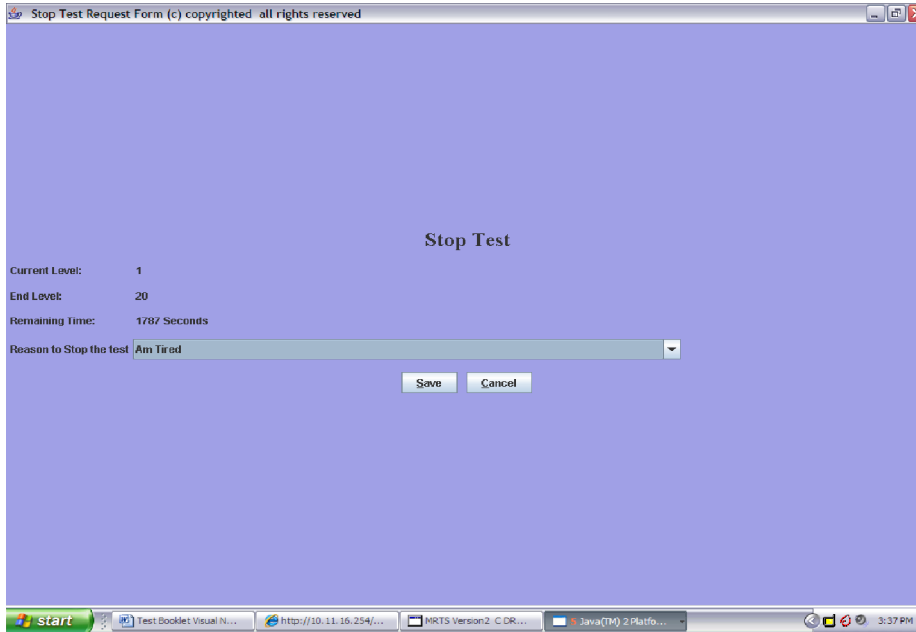 Stop Test Request Form (c) copyrighted all rights reserved
Stop Test
Current Level: 1
End Level: 20
Remaining Time: 1787 Seconds
Reason to Stop the test Am Tired
Save Cancel
start Test Booklet Visual N... http://10.11.16.254/... MRTS Version2 C DR... Java(TM) 2 Platfo... 3:37 PM